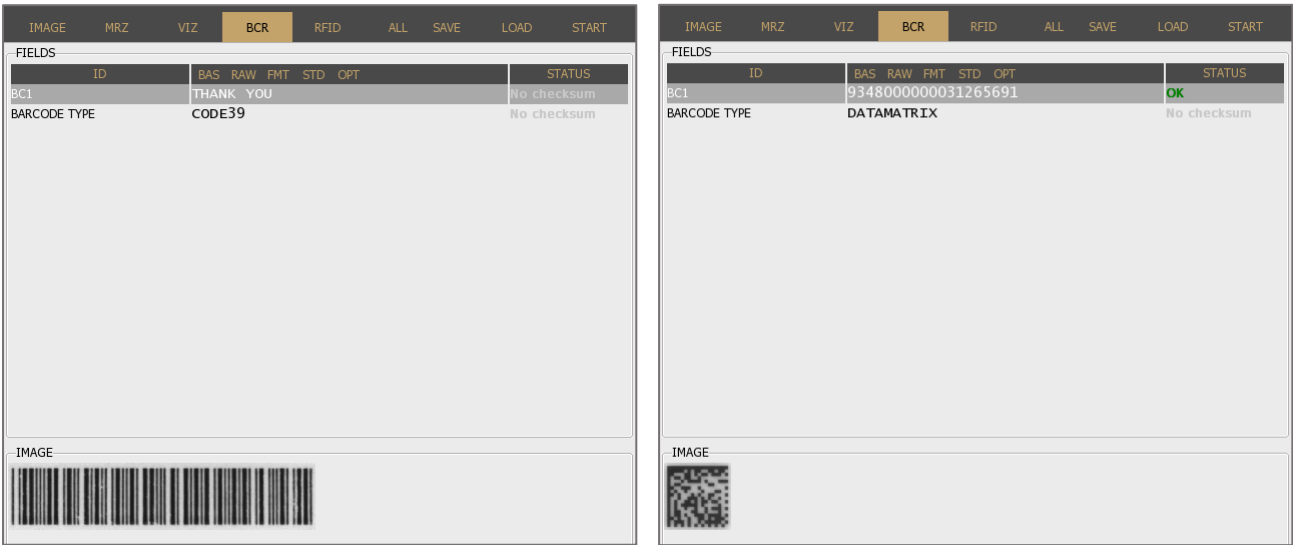 IMAGE MRZ VIZ BCR RFID ALL SAVE LOAD START
FIELDS
ID BAS RAW FMT STD OPT STATUS
BC1 THANK YOU No checksum
BARCODE TYPE CODE39 No checksum
IMAGE
IMAGE MRZ VIZ BCR RFID ALL SAVE LOAD START
FIELDS
ID BAS RAW FMT STD OPT STATUS
BC1 9348000000031265691 OK
BARCODE TYPE DATAMATRIX No checksum
IMAGE